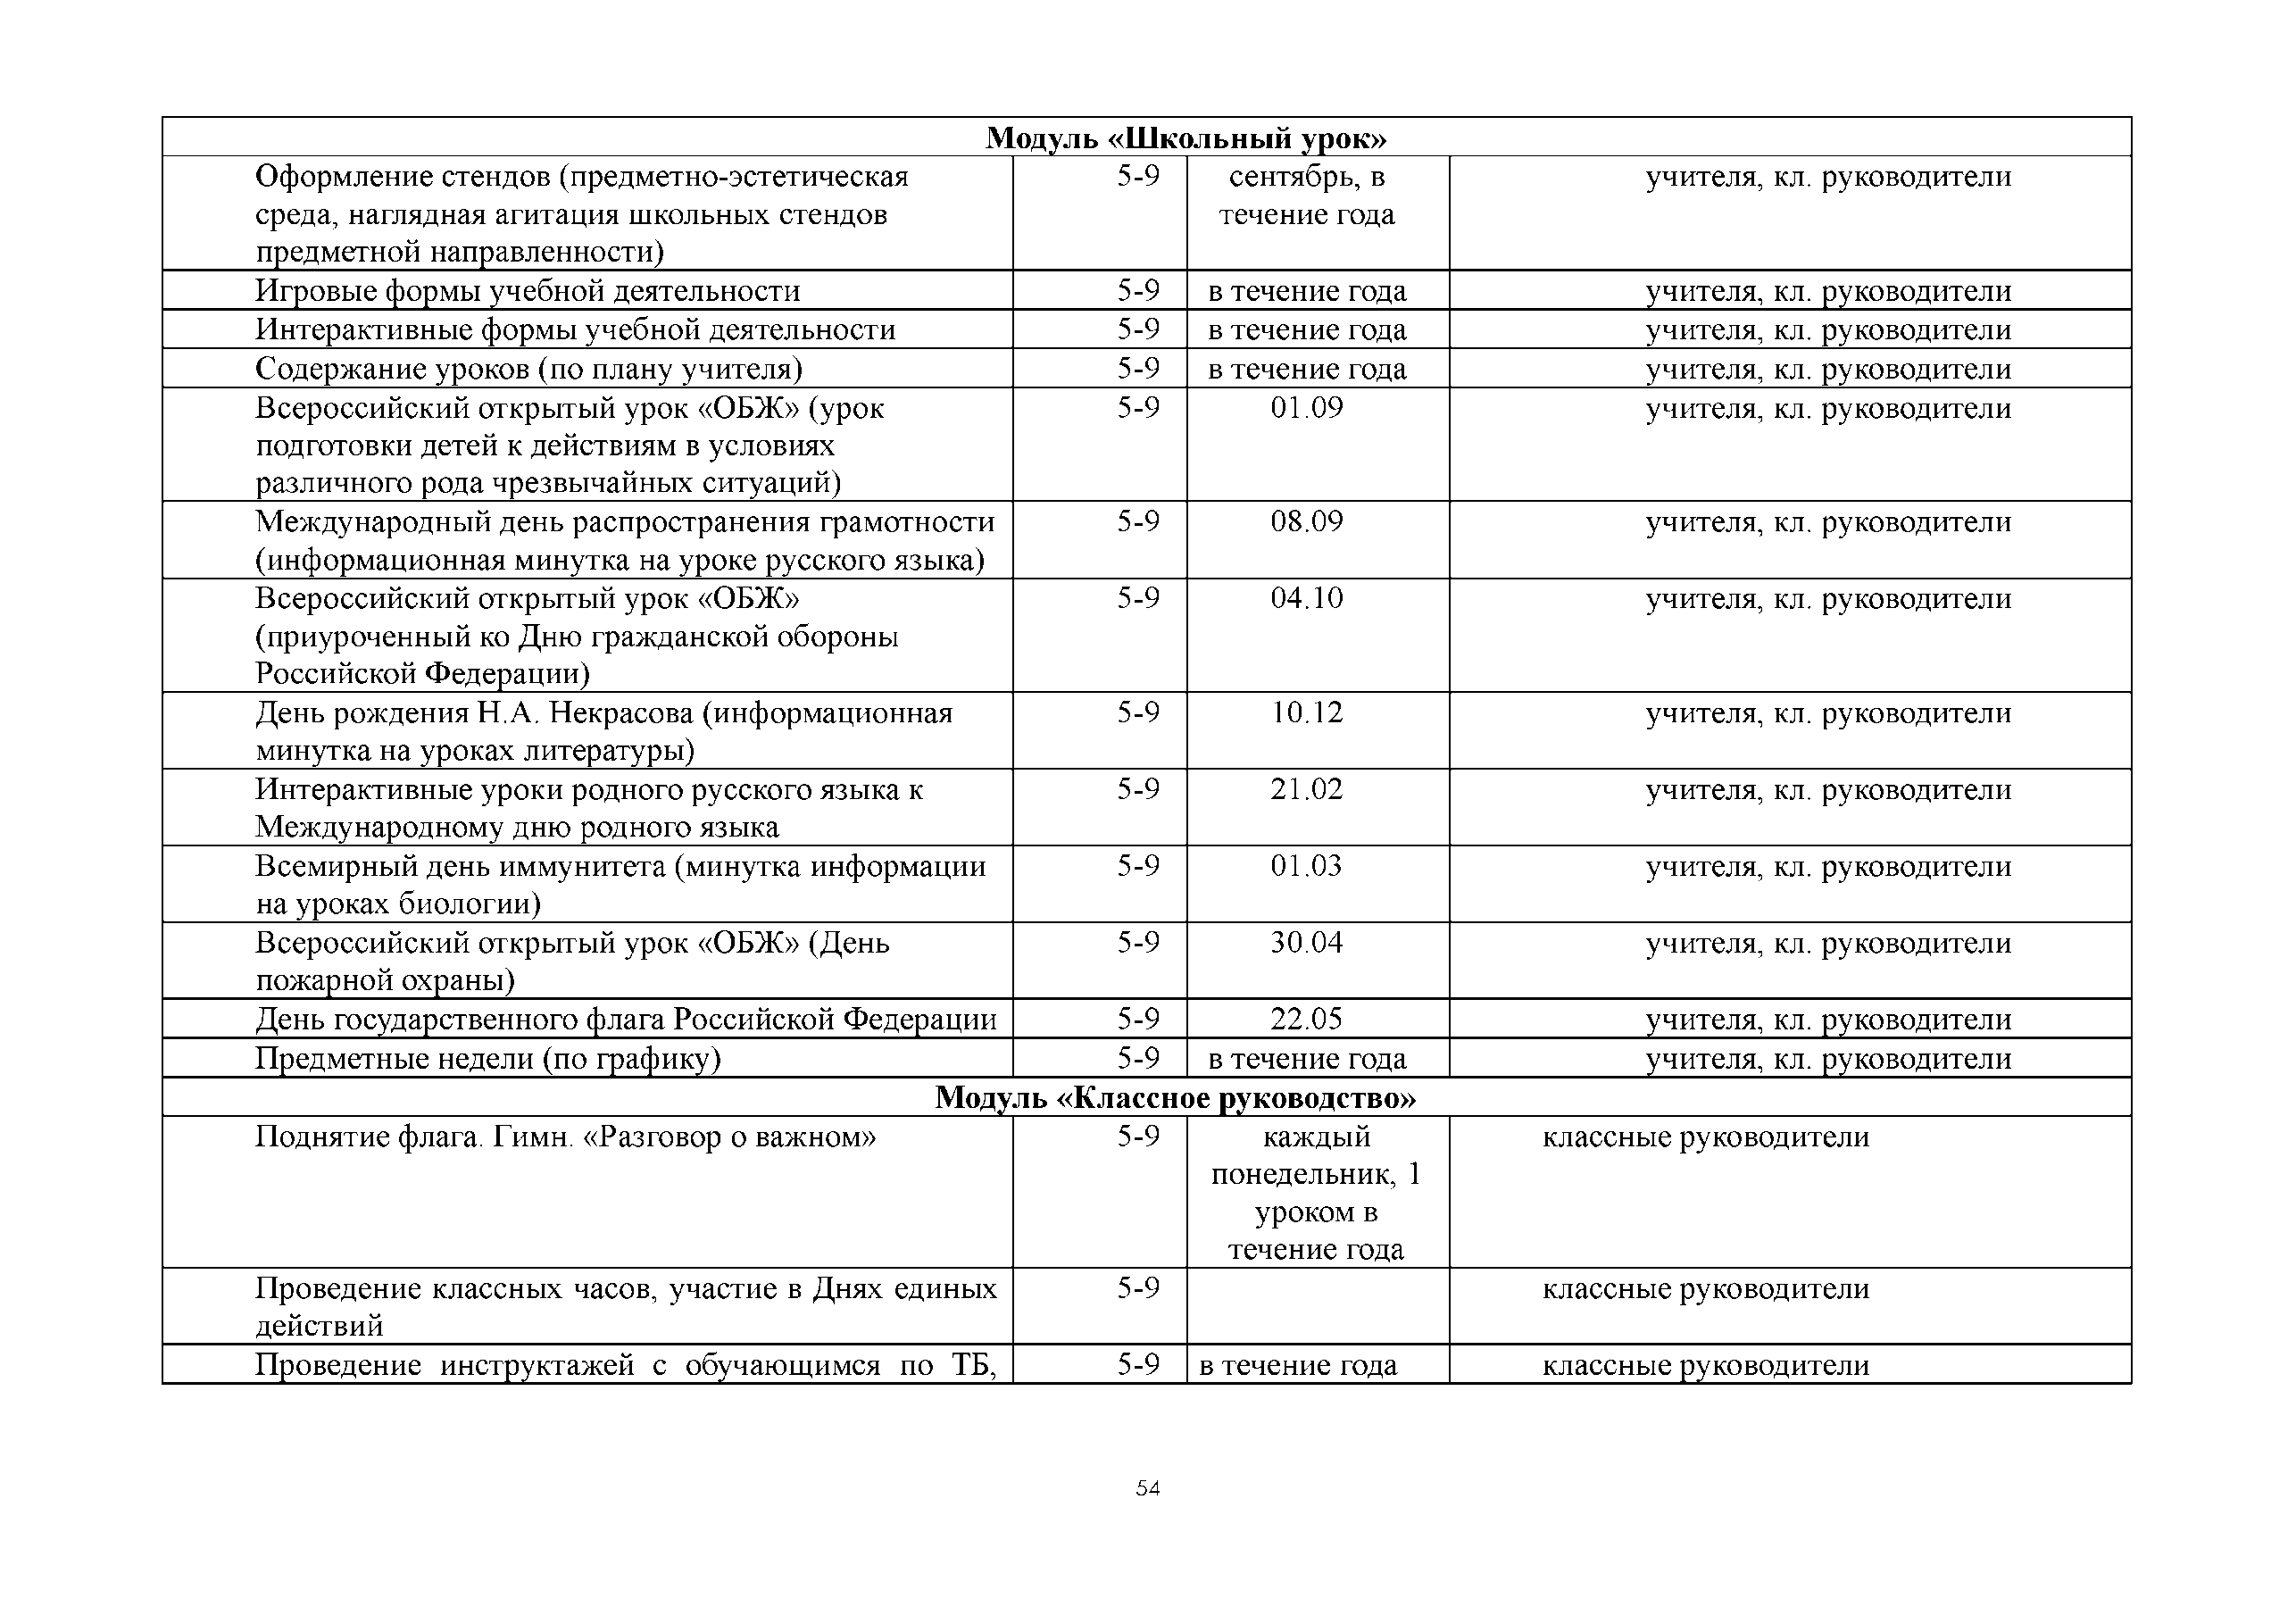 Модуль «Школьный урок»
Оформление стендов (предметно-эстетическая 5-9 сентябрь, в учителя, кл. руководители
среда, наглядная агитация школьных стендов течение года
предметной направленности)
Игровые формы учебной деятельности 5-9 в течение года учителя, кл. руководители
Интерактивные формы учебной деятельности 5-9 в течение года учителя, кл. руководители
Содержание уроков (по плану учителя) 5-9 в течение года учителя, кл. руководители
Всероссийский открытый урок «ОБЖ» (урок 5-9 01.09 учителя, кл. руководители
подготовки детей к действиям в условиях
различного рода чрезвычайных ситуаций)
Международный день распространения грамотности 5-9 08.09 учителя, кл. руководители
(информационная минутка на уроке русского языка)
Всероссийский открытый урок «ОБЖ» 5-9 04.10 учителя, кл. руководители
(приуроченный ко Дню гражданской обороны
Российской Федерации)
День рождения Н.А. Некрасова (информационная 5-9 10.12 учителя, кл. руководители
минутка на уроках литературы)
Интерактивные уроки родного русского языка к 5-9 21.02 учителя, кл. руководители
Международному дню родного языка
Всемирный день иммунитета (минутка информации 5-9 01.03 учителя, кл. руководители
на уроках биологии)
Всероссийский открытый урок «ОБЖ» (День 5-9 30.04 учителя, кл. руководители
пожарной охраны)
День государственного флага Российской Федерации 5-9 22.05 учителя, кл. руководители
Предметные недели (по графику) 5-9 в течение года учителя, кл. руководители
Модуль «Классное руководство»
Поднятие флага. Гимн. «Разговор о важном» 5-9 каждый классные руководители
понедельник, 1
уроком в
течение года
Проведение классных часов, участие в Днях единых 5-9 классные руководители
действий
Проведение инструктажей с обучающимся по ТБ, 5-9 в течение года классные руководители
54